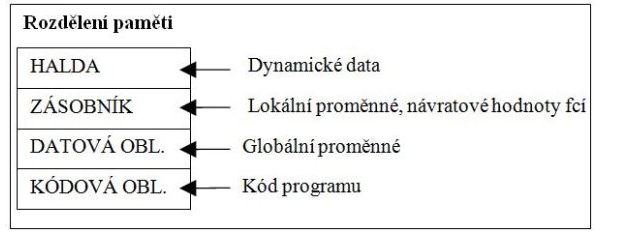 Rozdělení paměti
HALDA Dynamické data
ZÁSOBNÍK Lokální proměnné, návratové hodnoty fcí
DATOVÁ OBL. Globální proměnné
KÓDOVÁ OBL. Kód programu